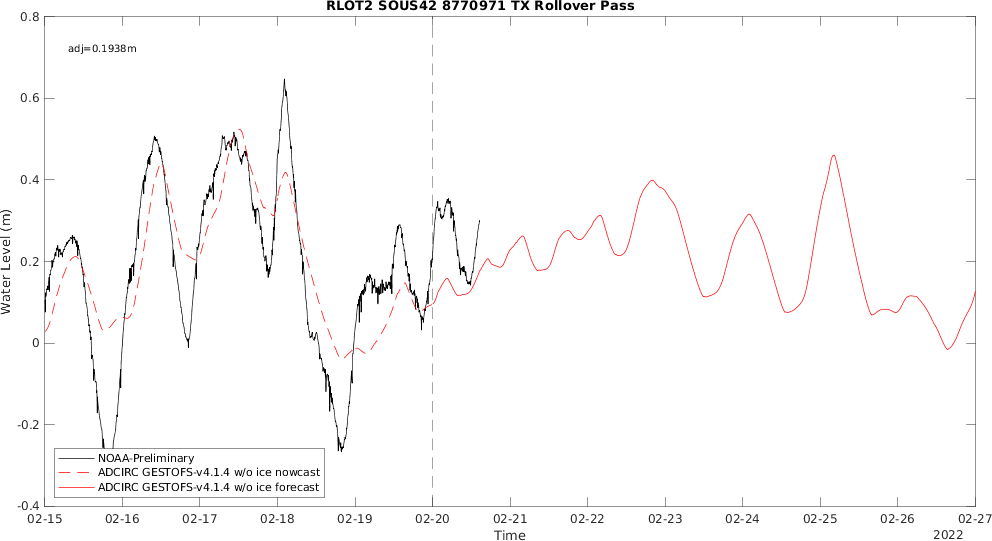 RLOT2 SOUS42 8770971 TX Rollover Pass
adj=0.1938m
Water Level (m)
0.8
0.6
0.4
0.2
0
-0.2
-0.4
NOAA-Preliminary
ADCIRC GESTOFS-v4.1.4 w/o ice nowcast
ADCIRC GESTOFS-v4.1.4 w/o ice forecast
02-15 02-16 02-17 02-18 02-19 02-20 02-21 02-22 02-23 02-24 02-25 02-26 02-27
Time
2022